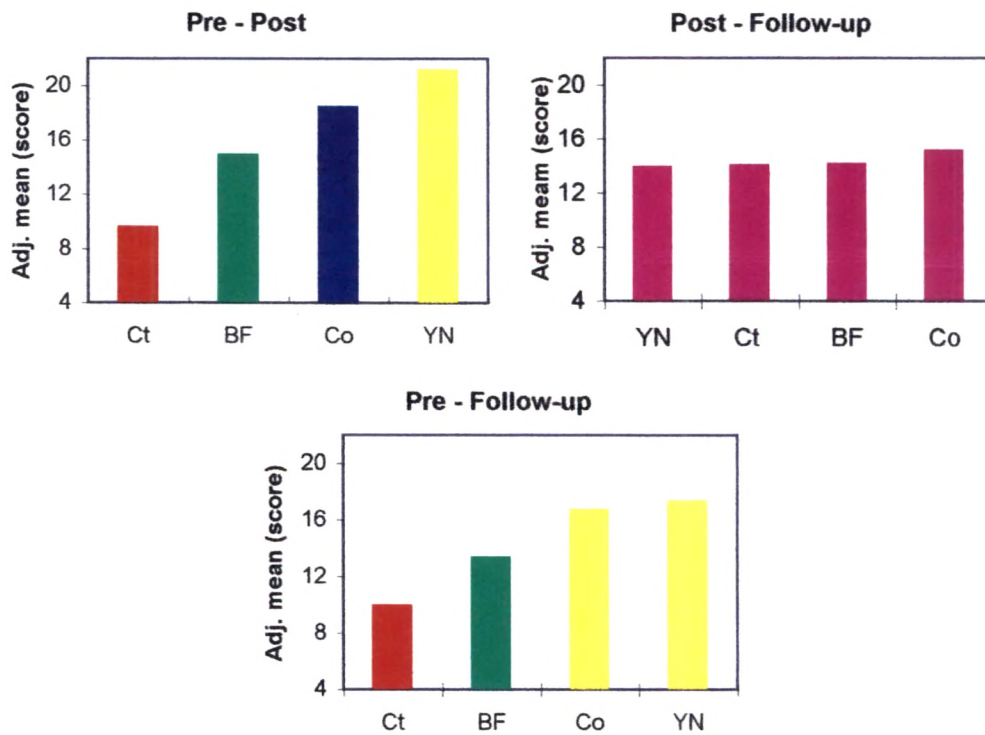 Pre - Post
Adj. mean (score)
20
16
12
8
4
Ct BF Co YN
Post - Follow-up
Adj. meam (score)
20
16
12
8
4
YN Ct BF Co
Pre - Follow-up
Adj. mean (score)
20
16
12
8
4
Ct BF Co YN